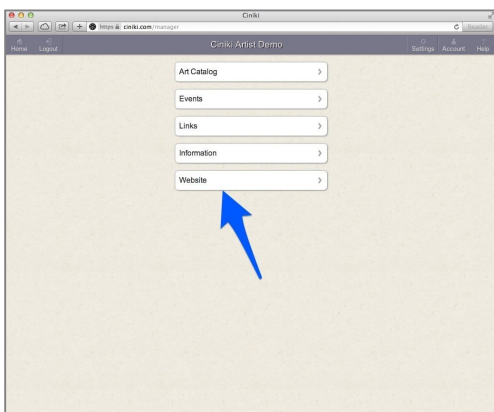 Ciniki
https ciniki.com/manager
Reader
Home Logout Ciniki Artist Demo Settings Account Help
Art Catalog
Events
Links
Information
Website